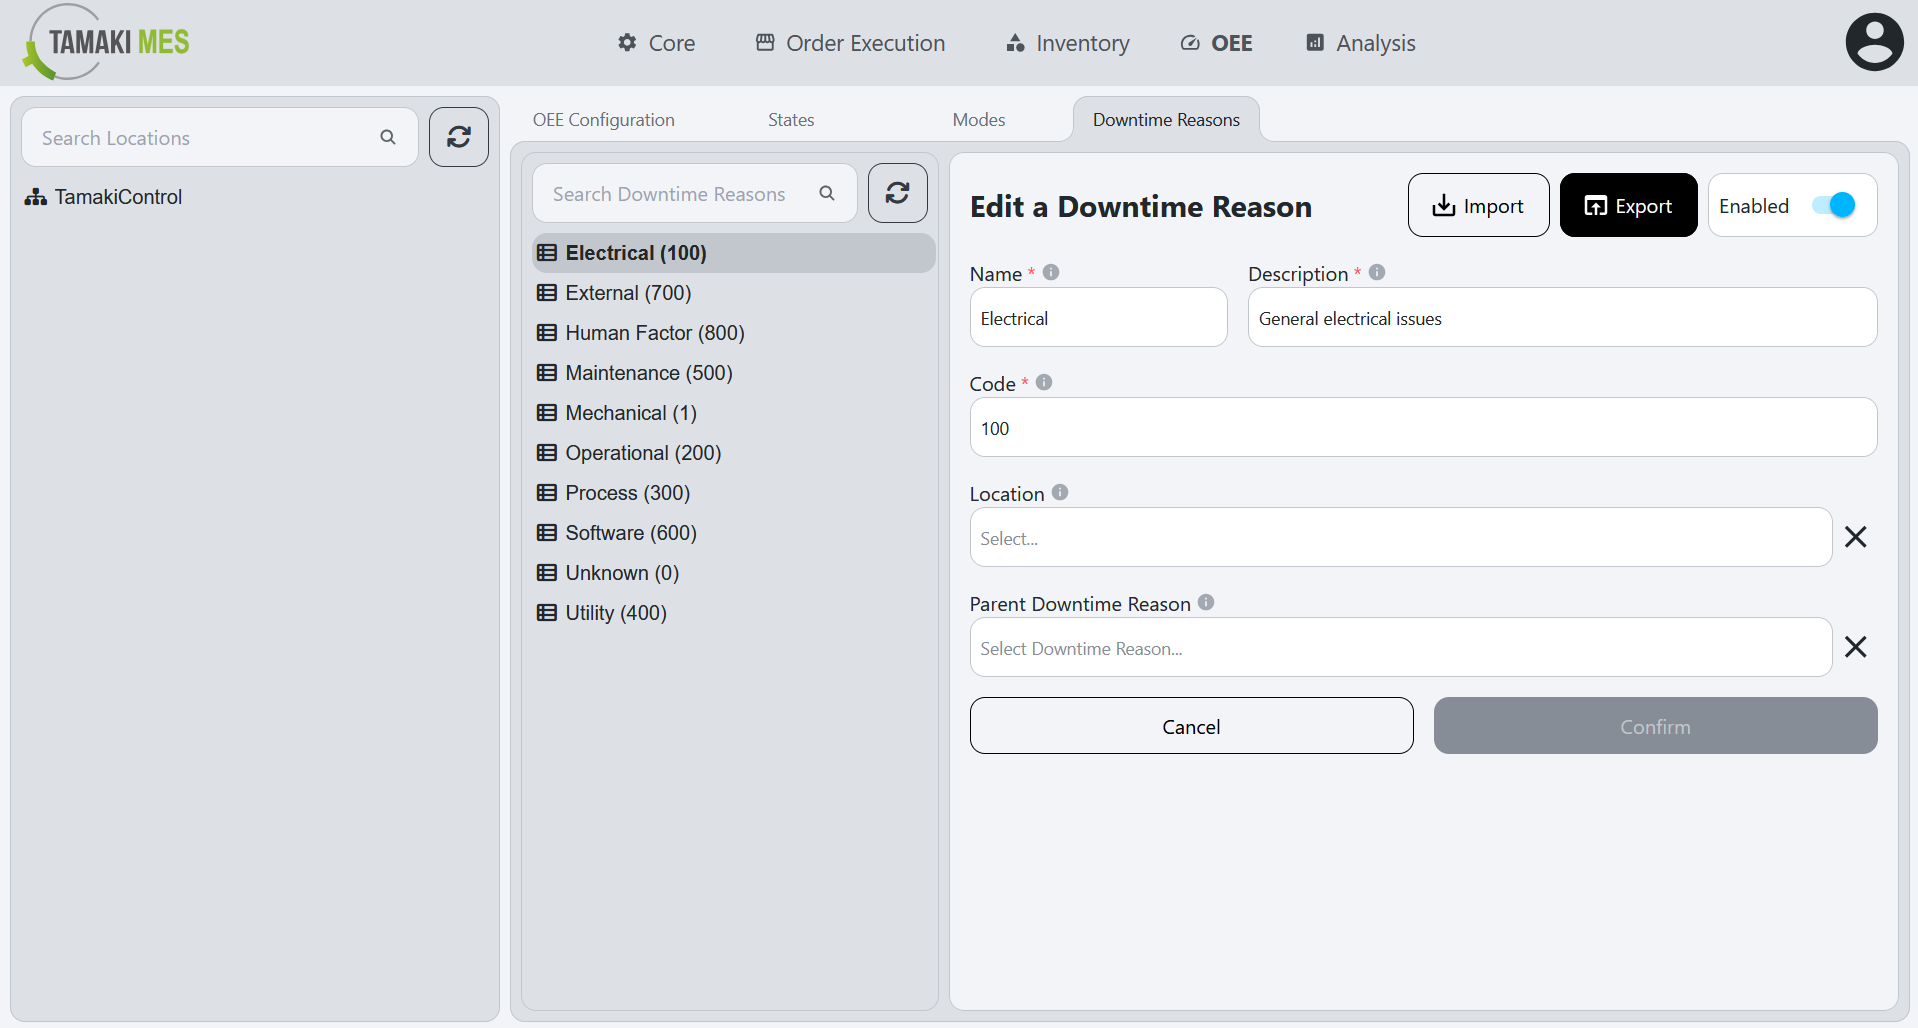 TAMAKI MES
Core
Order Execution
Inventory
OEE
Analysis
Search Locations
TamakiControl
OEE Configuration
States
Modes
Downtime Reasons
Search Downtime Reasons
Electrical (100)
External (700)
Human Factor (800)
Maintenance (500)
Mechanical (1)
Operational (200)
Process (300)
Software (600)
Unknown (0)
Utility (400)
Edit a Downtime Reason
Import
Export
Enabled
Name *
Description *
Electrical
General electrical issues
Code *
100
Location
Select...
Parent Downtime Reason
Select Downtime Reason...
Cancel
Confirm